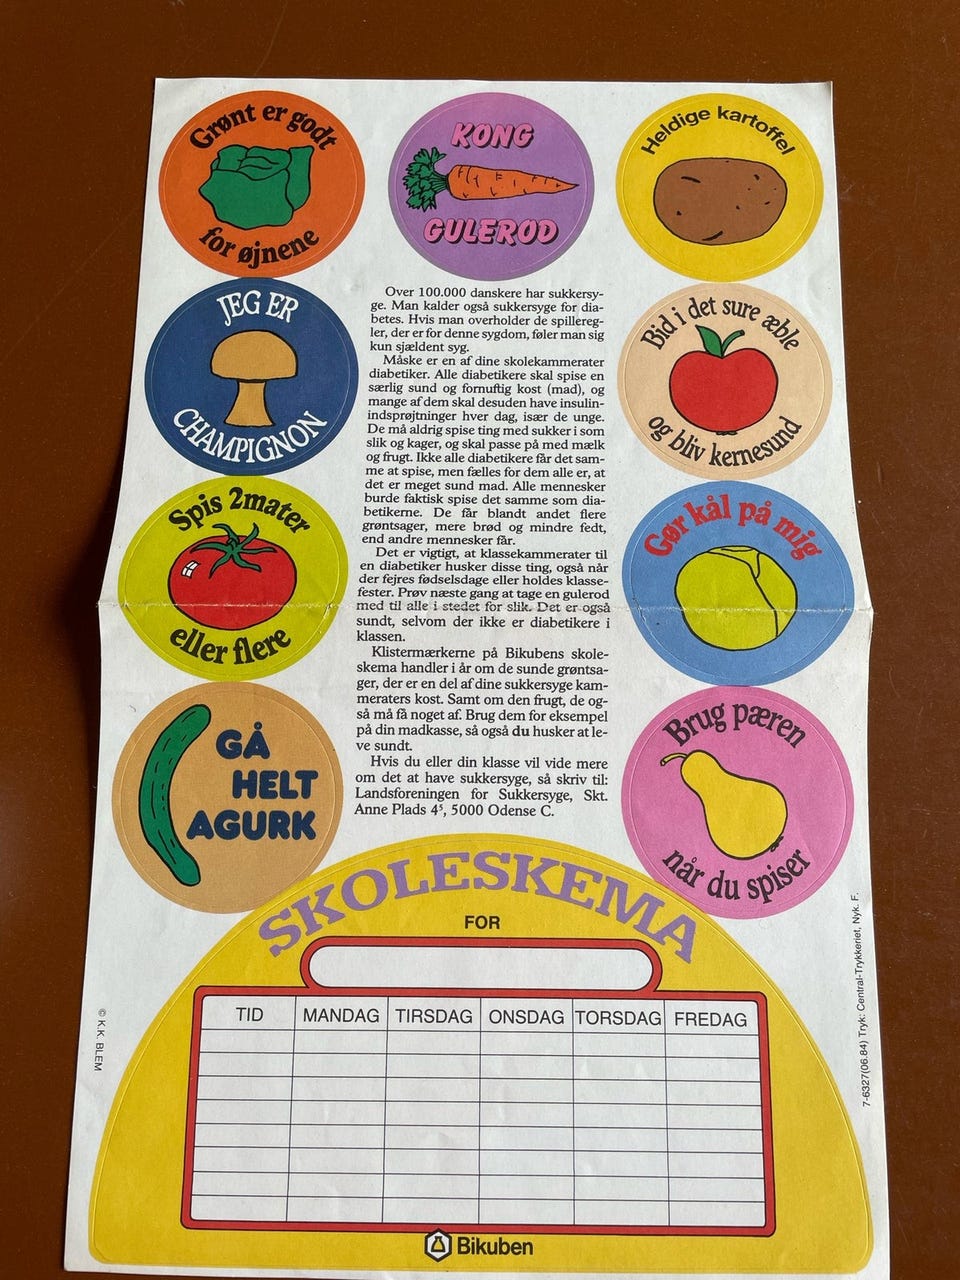 Grønt er godt
for øjnene
KONG
GULEROD
Heldige kartoffel
JEG ER
CHAMPIGNON
Bid i det sure æble
og bliv kernesund
Spis 2mater
eller flere
Gør kål på mig
GÅ
HELT
AGURK
Brug pæren
når du spiser
Over 100.000 danskere har sukkersy-
ge. Man kalder også sukkersyge for dia-
betes. Hvis man overholder de spillereg-
ler, der er for denne sygdom, føler man sig
kun sjældent syg.
Måske er en af dine skolekammerater
diabetiker. Alle diabetikere skal spise en
særlig sund og fornuftig kost (mad), og
mange af dem skal desuden have insulin-
indsprøjtninger hver dag, især de unge.
De må aldrig spise ting med sukker i som
slik og kager, og skal passe på med mælk
og frugt. Ikke alle diabetikere får det sam-
me at spise, men fælles for dem alle er, at
det er meget sund mad. Alle mennesker
burde faktisk spise det samme som dia-
betikerne. De får blandt andet flere
grøntsager, mere brød og mindre fedt,
end andre mennesker får.
Det er vigtigt, at klassekammerater til
en diabetiker husker disse ting, også når
der fejres fødselsdage eller holdes klasse-
fester. Prøv næste gang at tage en gulerod
med til alle i stedet for slik. Det er også
sundt, selvom der ikke er diabetikere i
klassen.
Klistermærkerne på Bikubens skole-
skema handler i år om de sunde grøntsa-
ger, der er en del af dine sukkersyge kam-
meraters kost. Samt om den frugt, de og-
så må få noget af. Brug dem for eksempel
på din madkasse, så også du husker at le-
ve sundt.
Hvis du eller din klasse vil vide mere
om det at have sukkersyge, så skriv til:
Landsforeningen for Sukkersyge, Skt.
Anne Plads 4⁵, 5000 Odense C.
SKOLESKEMA
FOR
TID MANDAG TIRSDAG ONSDAG TORSDAG FREDAG
Bikuben
© K.K. BLEM
7-6327(06.84) Tryk: Central-Trykkeriet, Nyk. F.